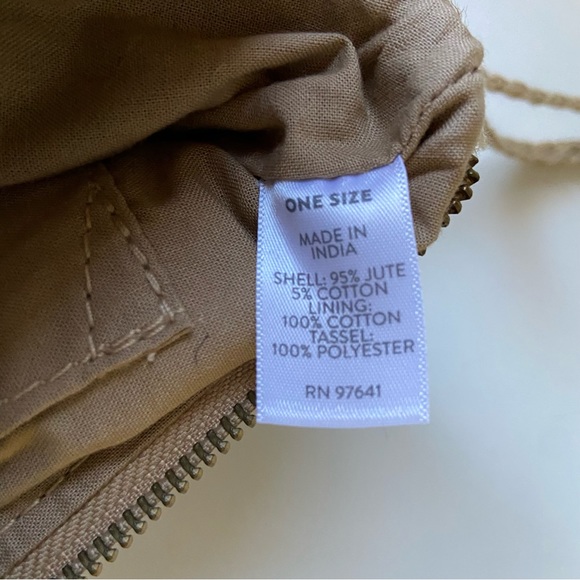 ONE SIZE
MADE IN
INDIA
SHELL: 95% JUTE
5% COTTON
LINING:
100% COTTON
TASSEL:
100% POLYESTER
RN 97641